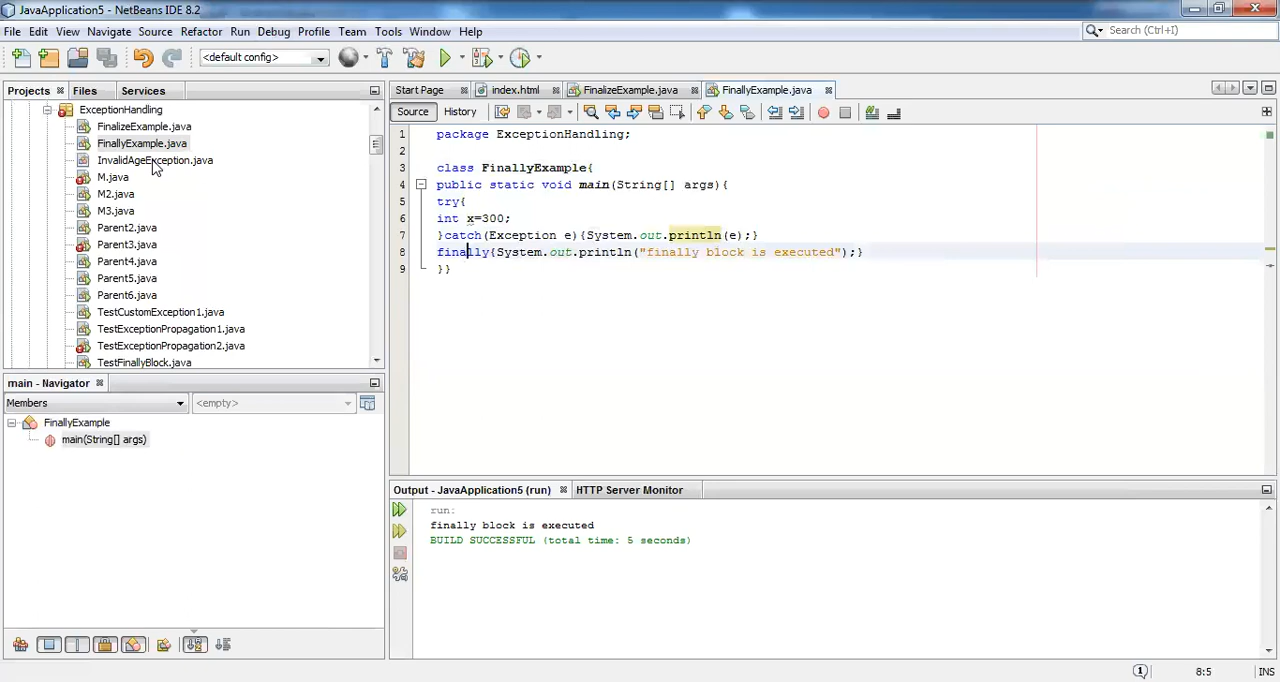 JavaApplication5 - NetBeans IDE 8.2
File Edit View Navigate Source Refactor Run Debug Profile Team Tools Window Help
Search (Ctrl+I)
<default config>
Projects Files Services
Start Page index.html FinalizeExample.java FinallyExample.java
Source History
ExceptionHandling
FinalizeExample.java
FinallyExample.java
InvalidAgeException.java
M.java
M2.java
M3.java
Parent2.java
Parent3.java
Parent4.java
Parent5.java
Parent6.java
TestCustomException1.java
TestExceptionPropagation1.java
TestExceptionPropagation2.java
TestFinallyBlock.java
1 package ExceptionHandling;
2
3 class FinallyExample{
4 public static void main(String[] args){
5 try{
6 int x=300;
7 }catch(Exception e){System.out.println(e);}
8 finally{System.out.println("finally block is executed");}
9 }}
main - Navigator
Members <empty>
FinallyExample
main(String[] args)
Output - JavaApplication5 (run) HTTP Server Monitor
run:
finally block is executed
BUILD SUCCESSFUL (total time: 5 seconds)
1 8:5 INS